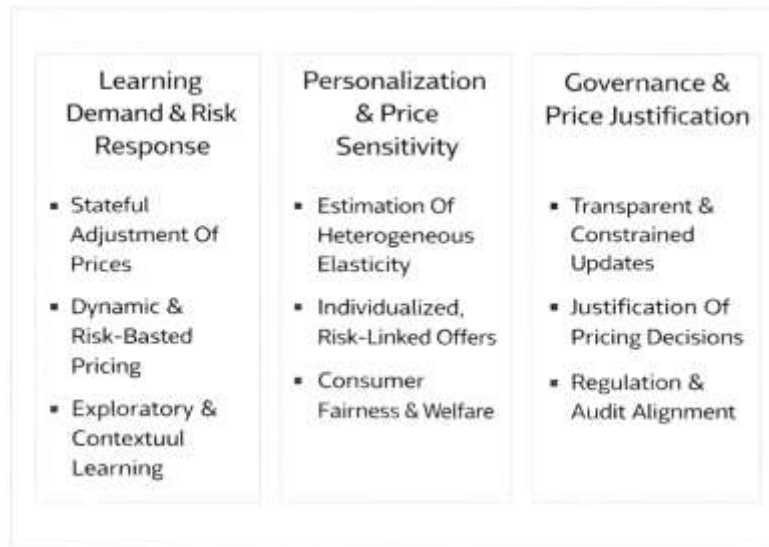 Learning
Demand & Risk
Response
▪ Stateful
Adjustment Of
Prices
▪ Dynamic &
Risk-Basted
Pricing
▪ Exploratory &
Contextuul
Learning
Personalization
& Price
Sensitivity
▪ Estimation Of
Heterogeneous
Elasticity
▪ Individualized,
Risk-Linked Offers
▪ Consumer
Fairness & Welfare
Governance &
Price Justification
▪ Transparent &
Constrained
Updates
▪ Justification Of
Pricing Decisions
▪ Regulation &
Audit Alignment